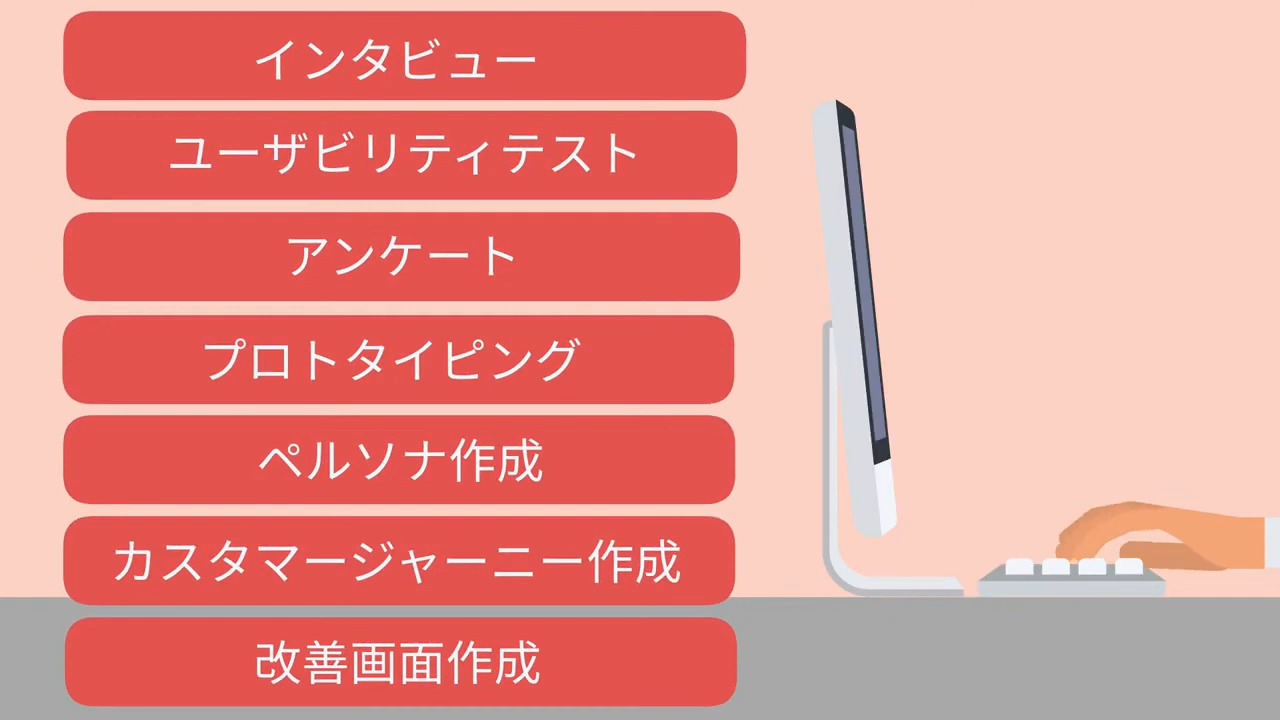 インタビュー
ユーザビリティテスト
アンケート
プロトタイピング
ペルソナ作成
カスタマージャーニー作成
改善画面作成